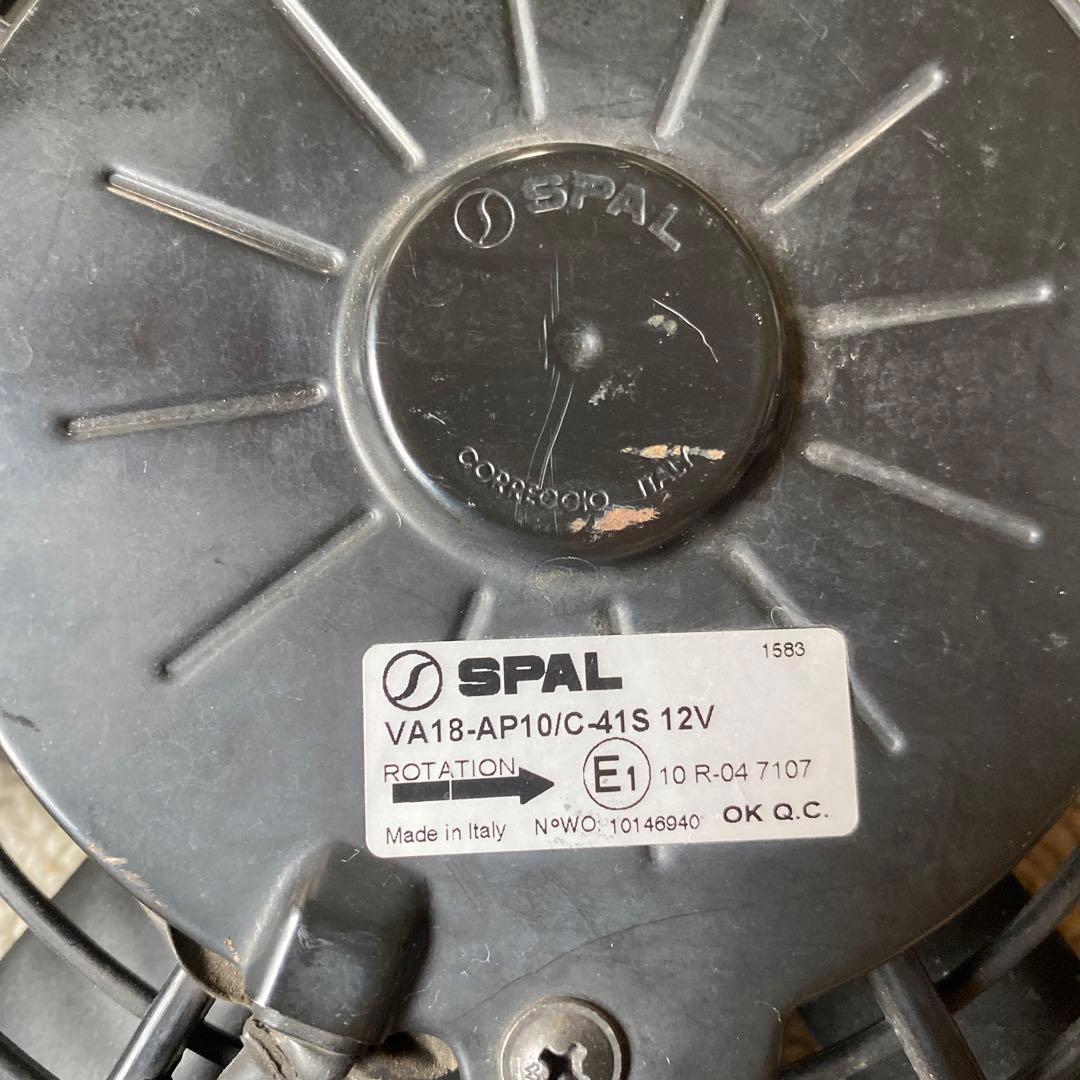 SPAL
CORREGGIO ITALY
SPAL 1583
VA18-AP10/C-41S 12V
ROTATION E1 10 R-04 7107
Made in Italy NºWO: 10146940 OK Q.C.